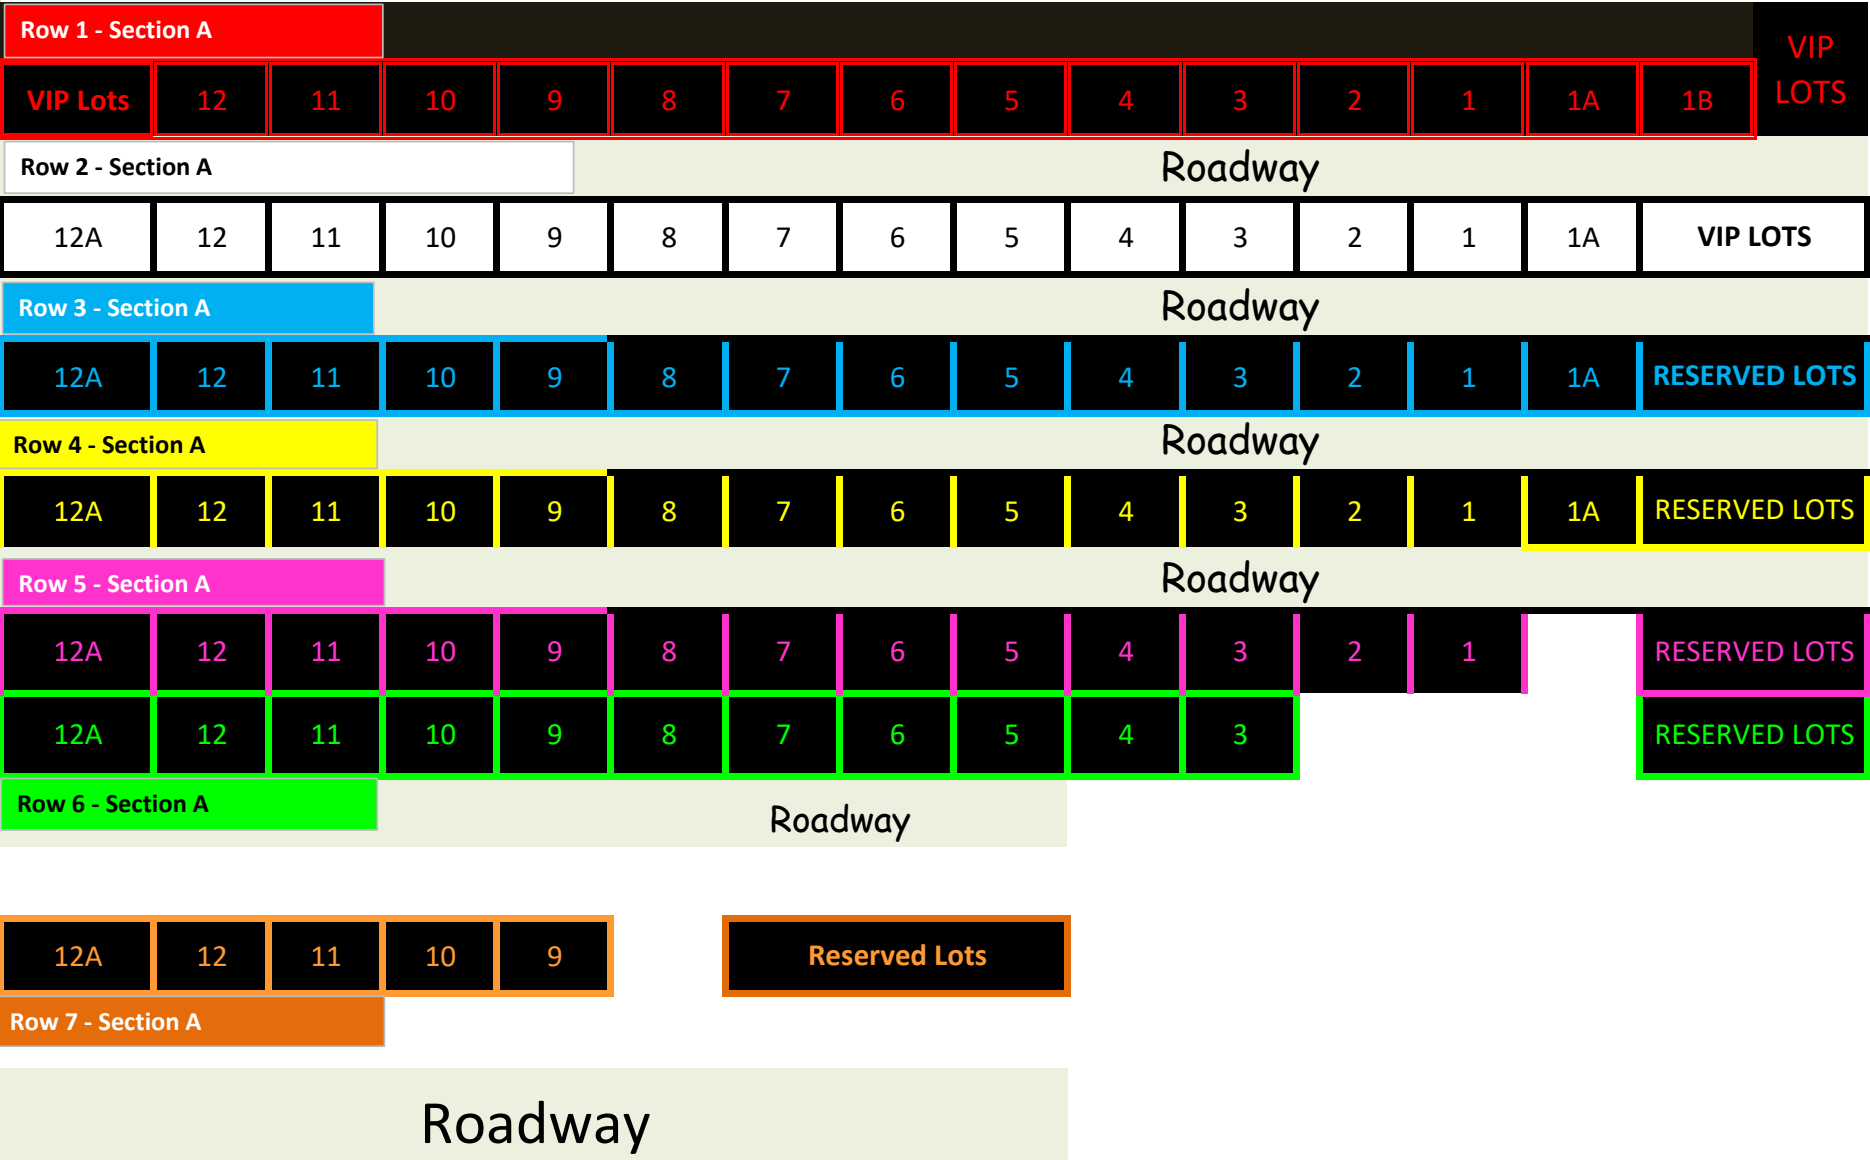 Row 1 - Section A
VIP
LOTS
VIP Lots 12 11 10 9 8 7 6 5 4 3 2 1 1A 1B
Row 2 - Section A Roadway
12A 12 11 10 9 8 7 6 5 4 3 2 1 1A VIP LOTS
Row 3 - Section A Roadway
12A 12 11 10 9 8 7 6 5 4 3 2 1 1A RESERVED LOTS
Row 4 - Section A Roadway
12A 12 11 10 9 8 7 6 5 4 3 2 1 1A RESERVED LOTS
Row 5 - Section A Roadway
12A 12 11 10 9 8 7 6 5 4 3 2 1 RESERVED LOTS
12A 12 11 10 9 8 7 6 5 4 3 RESERVED LOTS
Row 6 - Section A Roadway
12A 12 11 10 9 Reserved Lots
Row 7 - Section A
Roadway